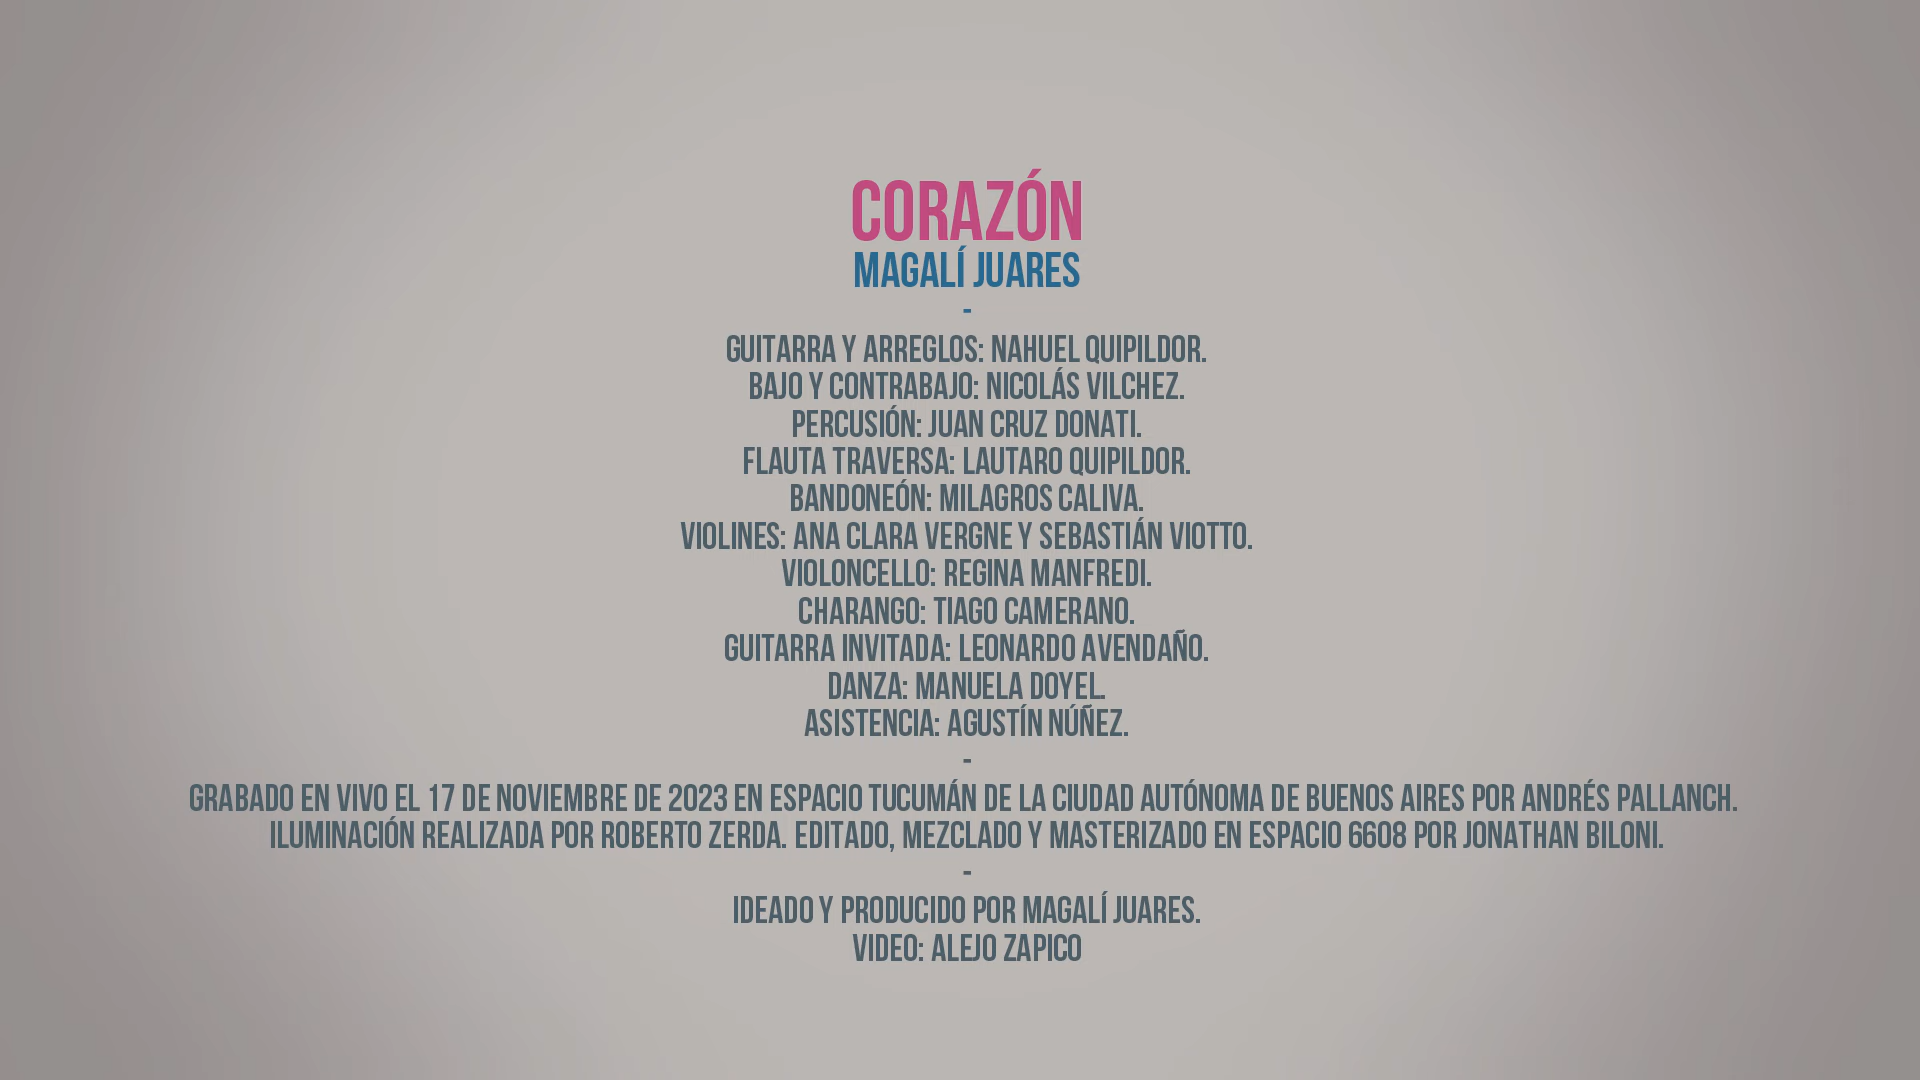 CORAZÓN
MAGALÍ JUARES
-
GUITARRA Y ARREGLOS: NAHUEL QUIPILDOR.
BAJO Y CONTRABAJO: NICOLÁS VILCHEZ.
PERCUSIÓN: JUAN CRUZ DONATI.
FLAUTA TRAVERSA: LAUTARO QUIPILDOR.
BANDONEÓN: MILAGROS CALIVA.
VIOLINES: ANA CLARA VERGNE Y SEBASTIÁN VIOTTO.
VIOLONCELLO: REGINA MANFREDI.
CHARANGO: TIAGO CAMERANO.
GUITARRA INVITADA: LEONARDO AVENDAÑO.
DANZA: MANUELA DOYEL.
ASISTENCIA: AGUSTÍN NÚÑEZ.
-
GRABADO EN VIVO EL 17 DE NOVIEMBRE DE 2023 EN ESPACIO TUCUMÁN DE LA CIUDAD AUTÓNOMA DE BUENOS AIRES POR ANDRÉS PALLANCH.
ILUMINACIÓN REALIZADA POR ROBERTO ZERDA. EDITADO, MEZCLADO Y MASTERIZADO EN ESPACIO 6608 POR JONATHAN BILONI.
-
IDEADO Y PRODUCIDO POR MAGALÍ JUARES.
VIDEO: ALEJO ZAPICO